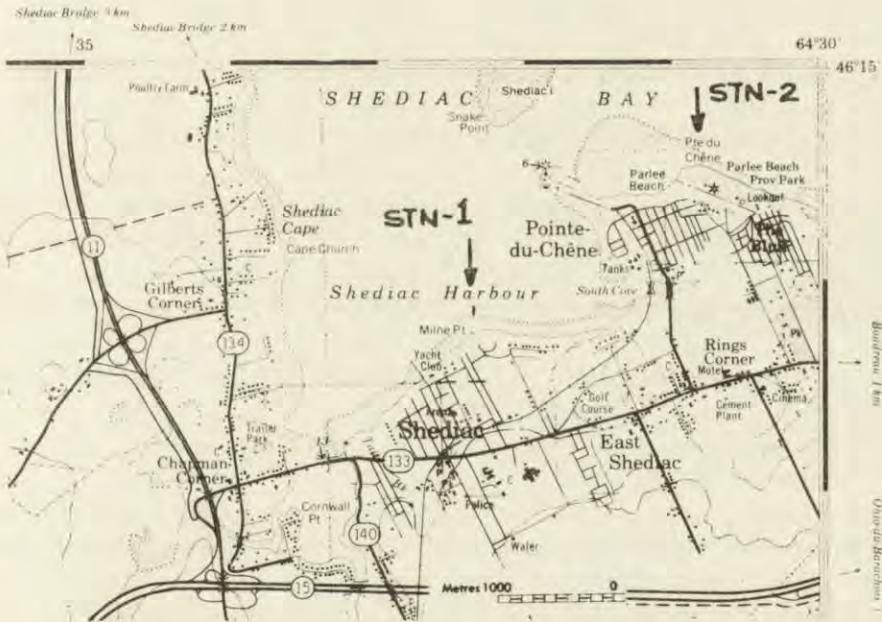 Shediac Bridge 3 km
Shediac Bridge 2 km
35
64°30'
46°15'
Poultry Farm
SHEDIAC BAY
Shediac I
STN-2
Snake Point
Pte du Chêne
6
Parlee Beach
Parlee Beach Prov Park
Lookout
Shediac Cape
STN-1
Pointe-du-Chêne
Bluff
Cape Church
11
Tanks
Gilberts Corner
Shediac Harbour
South Cove
134
Milne Pt
Yacht Club
Rings Corner
Motel
Boudreau 1 km
Golf Course
Cement Plant
Cinema
Trailer Park
Shediac
East Shediac
133
Chapman Corner
C
Cornwall Pt
Police
140
Water
15
Metres 1000 0